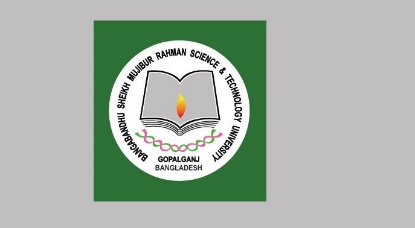 BANGABANDHU SHEIKH MUJIBUR RAHMAN SCIENCE & TECHNOLOGY UNIVERSITY
GOPALGANJ
BANGLADESH